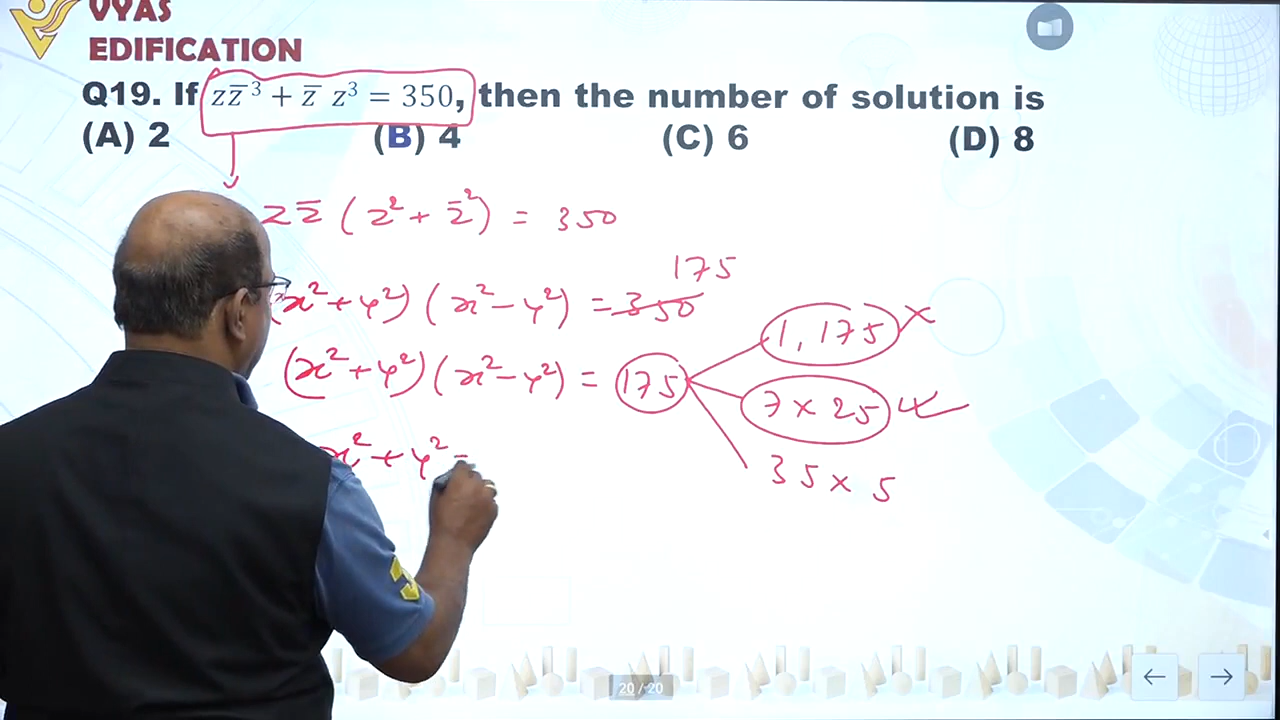 VYAS
EDIFICATION
Q19. If zz̄³ + z̄ z³ = 350, then the number of solution is
(A) 2 (B) 4 (C) 6 (D) 8
z z̄ (z² + z̄²) = 350
175
(x² + y²) (x² - y²) = 350
(x² + y²) (x² - y²) = 175
1, 175 ×
7 × 25
35 × 5
x² + y² =
20 / 20